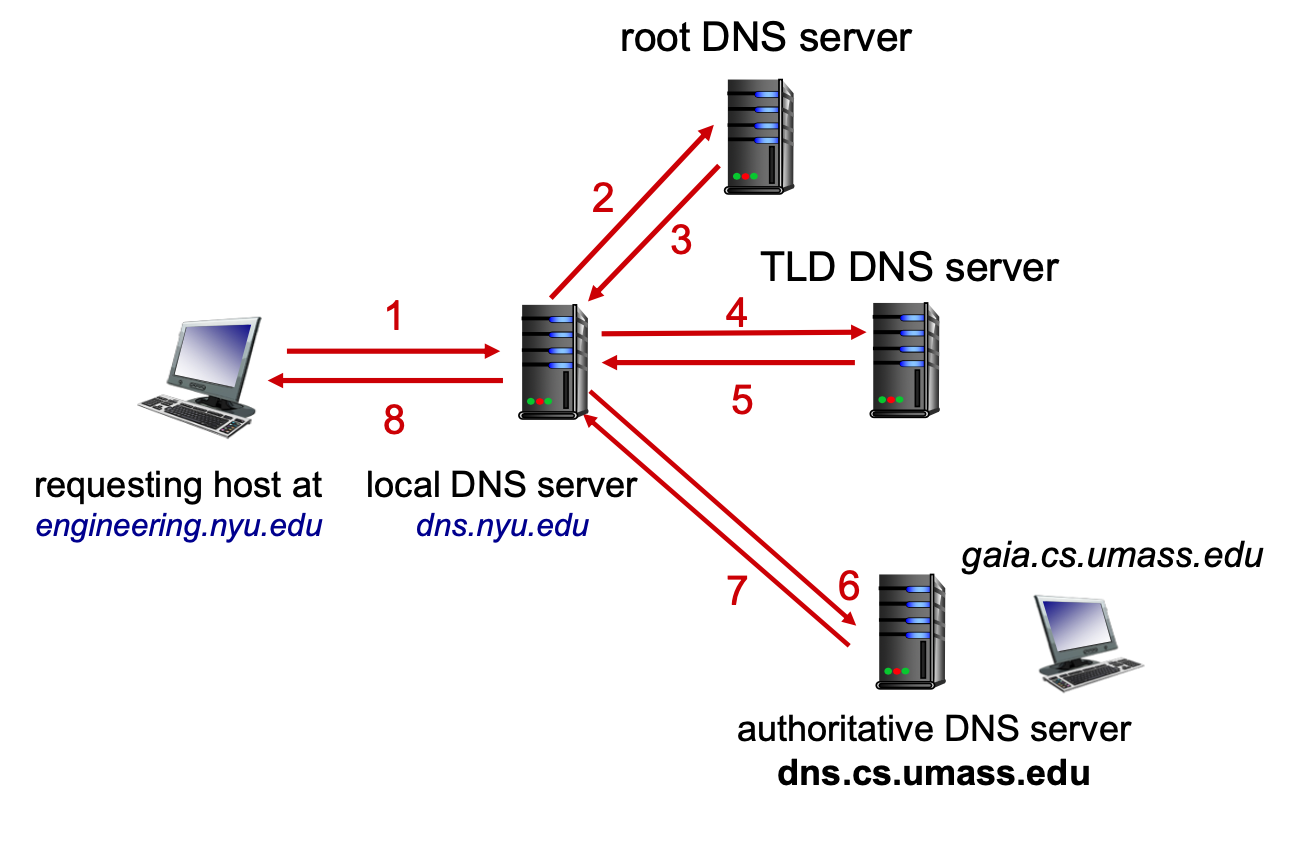 root DNS server
2
3
TLD DNS server
1
4
8
5
requesting host at
engineering.nyu.edu
local DNS server
dns.nyu.edu
gaia.cs.umass.edu
7
6
authoritative DNS server
dns.cs.umass.edu